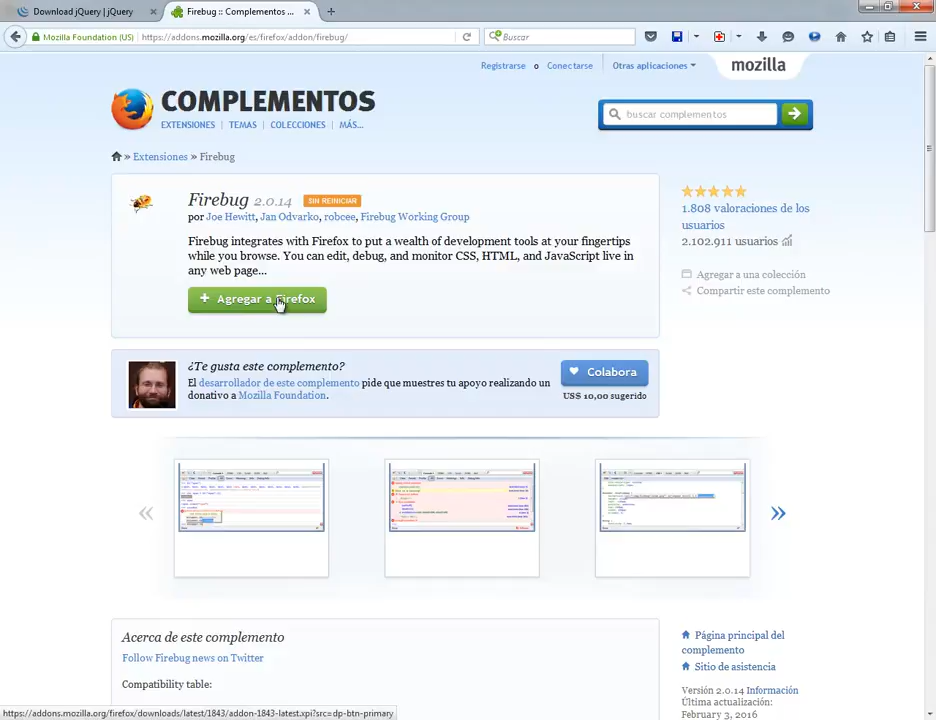 Download jQuery | jQuery
Firebug :: Complementos ...
Mozilla Foundation (US)
https://addons.mozilla.org/es/firefox/addon/firebug/
Buscar
Registrarse o Conectarse
Otras aplicaciones
mozilla
COMPLEMENTOS
EXTENSIONES | TEMAS | COLECCIONES | MÁS...
buscar complementos
» Extensiones » Firebug
Firebug 2.0.14 SIN REINICIAR
por Joe Hewitt, Jan Odvarko, robcee, Firebug Working Group
Firebug integrates with Firefox to put a wealth of development tools at your fingertips
while you browse. You can edit, debug, and monitor CSS, HTML, and JavaScript live in
any web page...
+ Agregar a Firefox
1.808 valoraciones de los
usuarios
2.102.911 usuarios
Agregar a una colección
Compartir este complemento
¿Te gusta este complemento?
El desarrollador de este complemento pide que muestres tu apoyo realizando un
donativo a Mozilla Foundation.
Colabora
US$ 10,00 sugerido
Acerca de este complemento
Follow Firebug news on Twitter
Compatibility table:
Página principal del
complemento
Sitio de asistencia
Versión 2.0.14 Información
Última actualización:
February 3, 2016
https://addons.mozilla.org/firefox/downloads/latest/1843/addon-1843-latest.xpi?src=dp-btn-primary